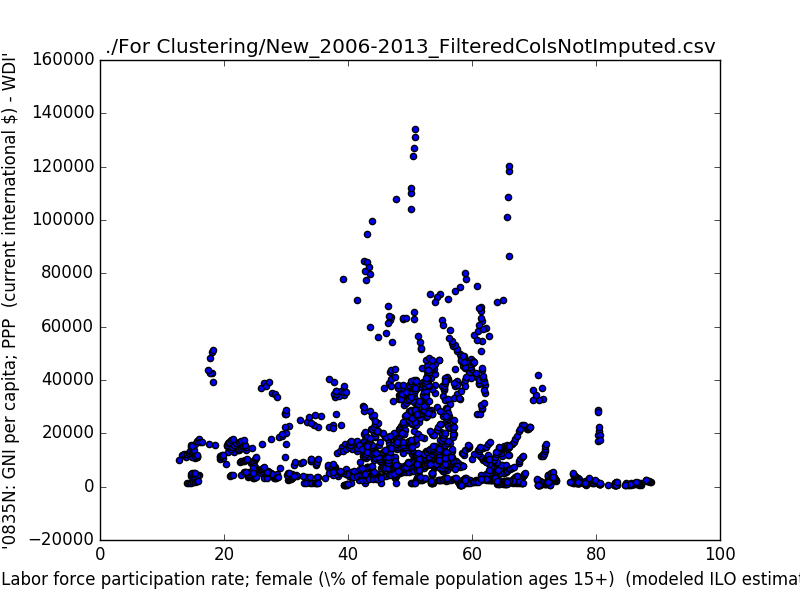 ./For Clustering/New_2006-2013_FilteredColsNotImputed.csv
'0835N: GNI per capita; PPP (current international $) - WDI'
160000
140000
120000
100000
80000
60000
40000
20000
0
−20000
0 20 40 60 80 100
Labor force participation rate; female (\% of female population ages 15+) (modeled ILO estimat